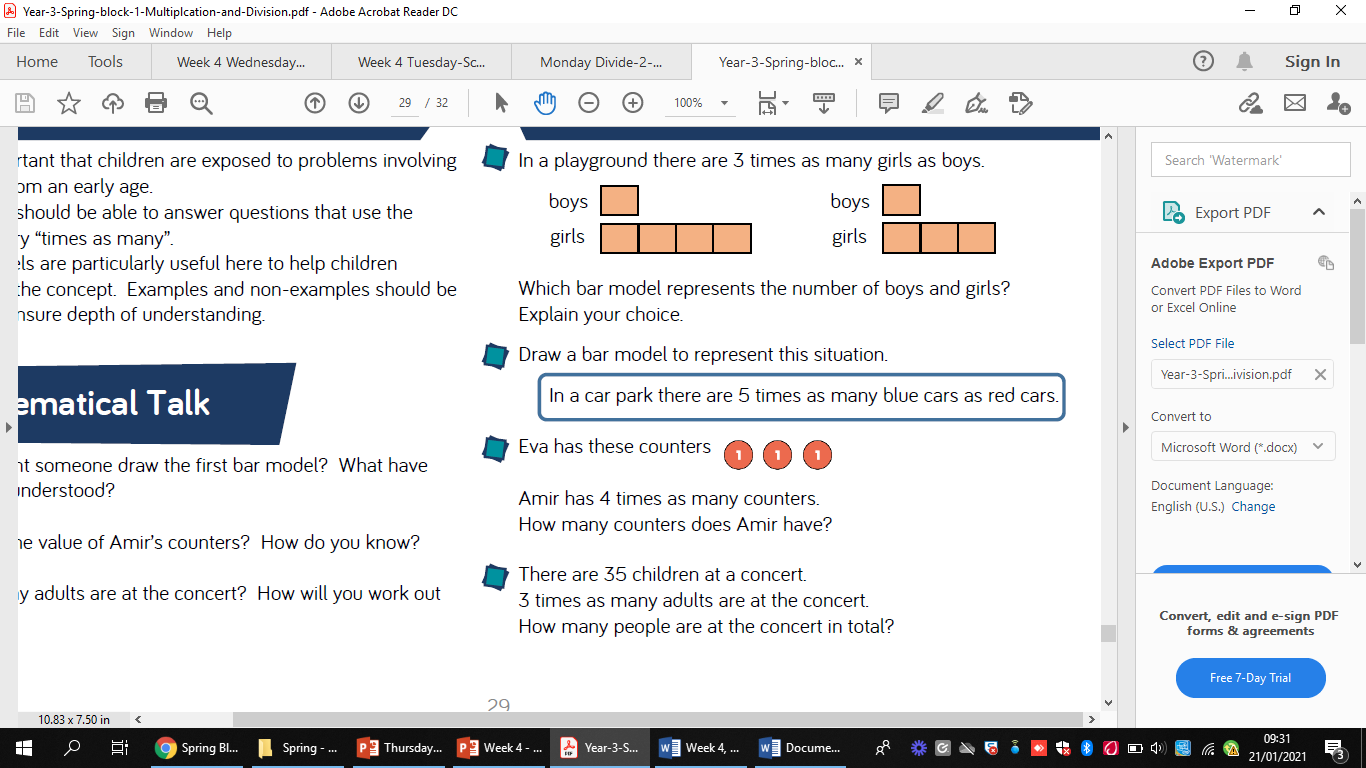 Year-3-Spring-block-1-Multiplcation-and-Division.pdf - Adobe Acrobat Reader DC
File Edit View Sign Window Help
Home Tools Week 4 Wednesday... Week 4 Tuesday-Sc... Monday Divide-2-... Year-3-Spring-bloc... Sign In
29 / 32 100%
rtant that children are exposed to problems involving
om an early age.
should be able to answer questions that use the
ry “times as many”.
els are particularly useful here to help children
the concept. Examples and non-examples should be
nsure depth of understanding.
ematical Talk
nt someone draw the first bar model? What have
understood?
ne value of Amir’s counters? How do you know?
y adults are at the concert? How will you work out
In a playground there are 3 times as many girls as boys.
boys boys
girls girls
Which bar model represents the number of boys and girls?
Explain your choice.
Draw a bar model to represent this situation.
In a car park there are 5 times as many blue cars as red cars.
Eva has these counters 1 1 1
Amir has 4 times as many counters.
How many counters does Amir have?
There are 35 children at a concert.
3 times as many adults are at the concert.
How many people are at the concert in total?
29
10.83 x 7.50 in
Search 'Watermark'
Export PDF
Adobe Export PDF
Convert PDF Files to Word
or Excel Online
Select PDF File
Year-3-Spri...ivision.pdf
Convert to
Microsoft Word (*.docx)
Document Language:
English (U.S.) Change
Convert, edit and e-sign PDF
forms & agreements
Free 7-Day Trial
Spring Bl... Spring - ... Thursday... Week 4 - ... Year-3-S... Week 4, ... Docume...
09:31
21/01/2021
3